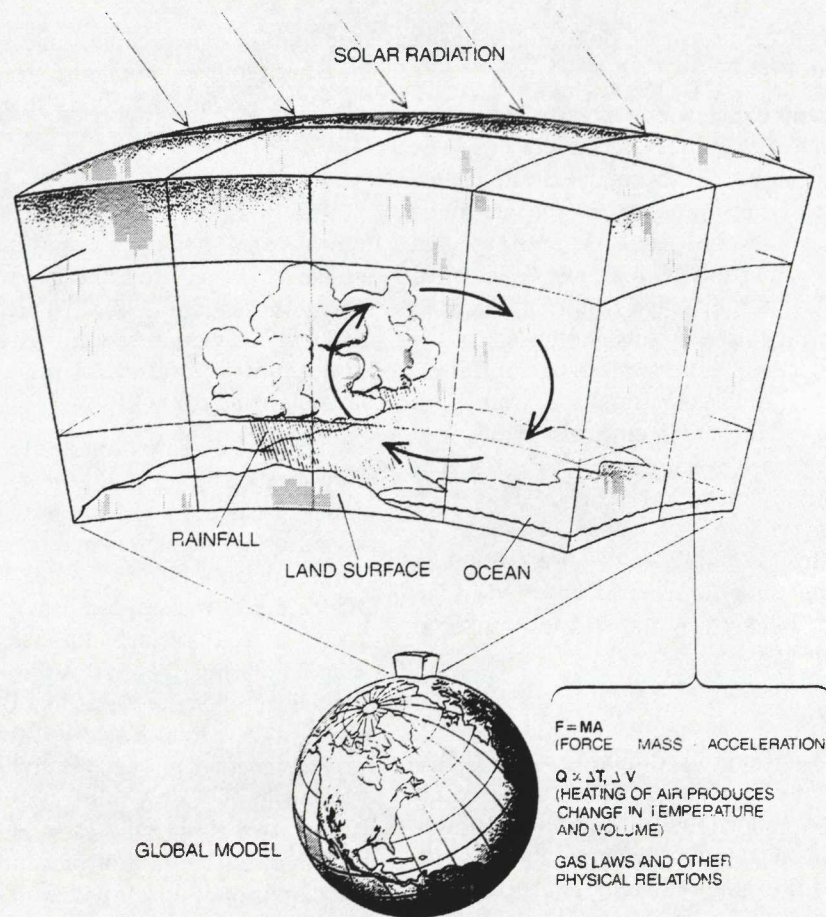 SOLAR RADIATION
RAINFALL
LAND SURFACE
OCEAN
GLOBAL MODEL
F=MA
(FORCE MASS ACCELERATION
Q ∝ ΔT, Δ V
(HEATING OF AIR PRODUCES
CHANGE IN TEMPERATURE
AND VOLUME)
GAS LAWS AND OTHER
PHYSICAL RELATIONS